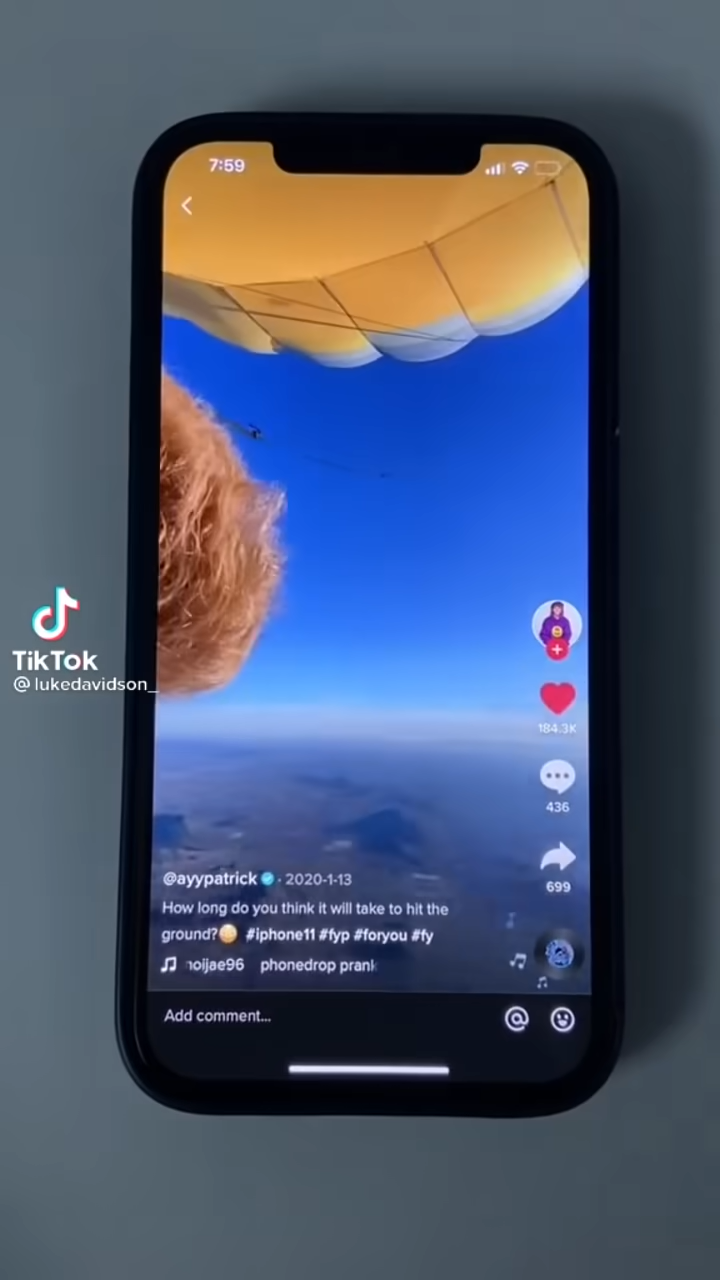 7:59
TikTok
@lukedavidson_
184.3K
436
699
@ayypatrick · 2020-1-13
How long do you think it will take to hit the
ground?😳 #iphone11 #fyp #foryou #fy
noijae96 phonedrop prank
Add comment...